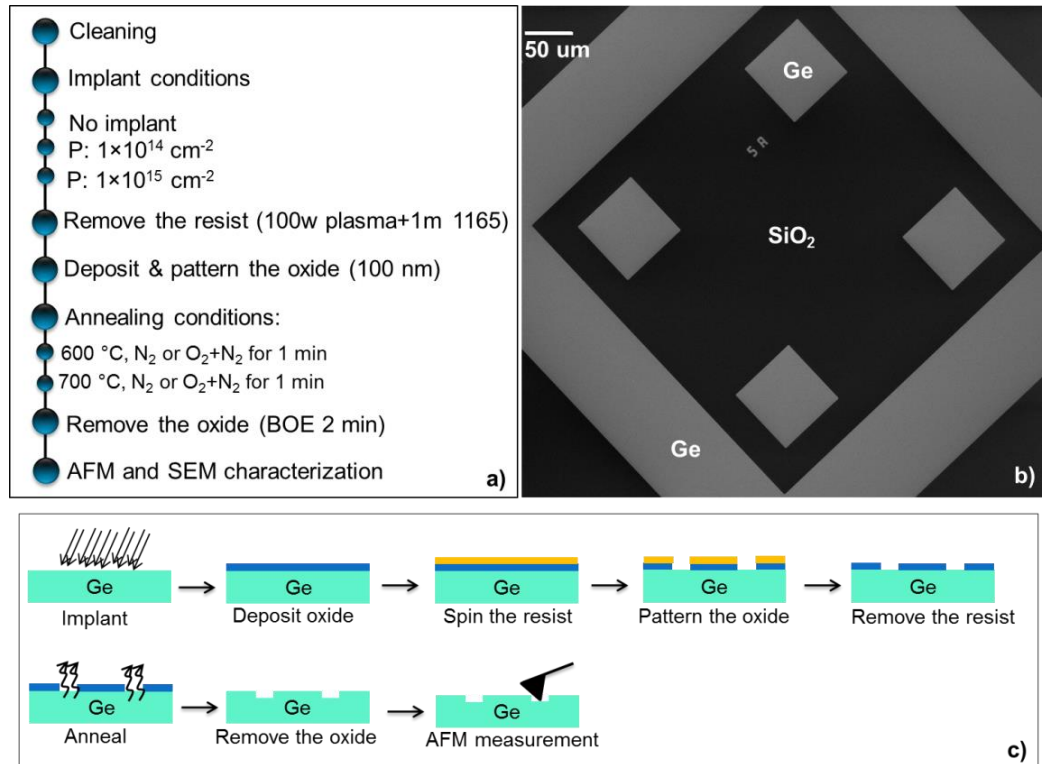 Cleaning
Implant conditions
No implant
P: 1×10¹⁴ cm⁻²
P: 1×10¹⁵ cm⁻²
Remove the resist (100w plasma+1m 1165)
Deposit & pattern the oxide (100 nm)
Annealing conditions:
600 °C, N₂ or O₂+N₂ for 1 min
700 °C, N₂ or O₂+N₂ for 1 min
Remove the oxide (BOE 2 min)
AFM and SEM characterization
a)
50 um
Ge
5 A
SiO₂
Ge
b)
Ge
Implant
Ge
Deposit oxide
Ge
Spin the resist
Ge
Pattern the oxide
Ge
Remove the resist
Ge
Anneal
Ge
Remove the oxide
Ge
AFM measurement
c)